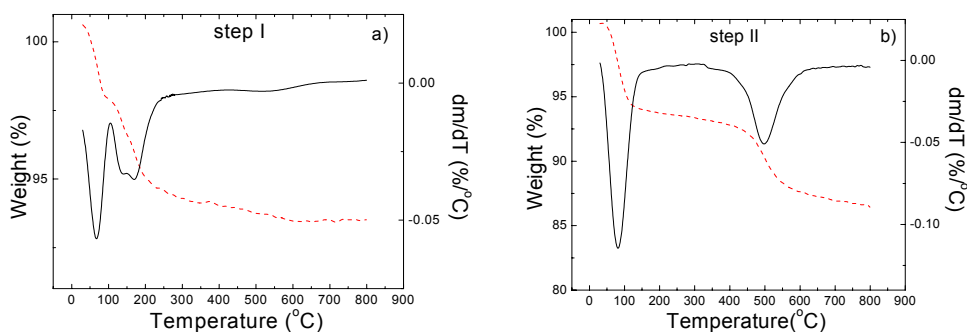 step I
a)
100
95
Weight (%)
0.00
-0.05
dm/dT (%/°C)
0 100 200 300 400 500 600 700 800 900
Temperature (°C)
step II
b)
100
95
90
85
80
Weight (%)
0.00
-0.05
-0.10
dm/dT (%/°C)
0 100 200 300 400 500 600 700 800 900
Temperature(°C)